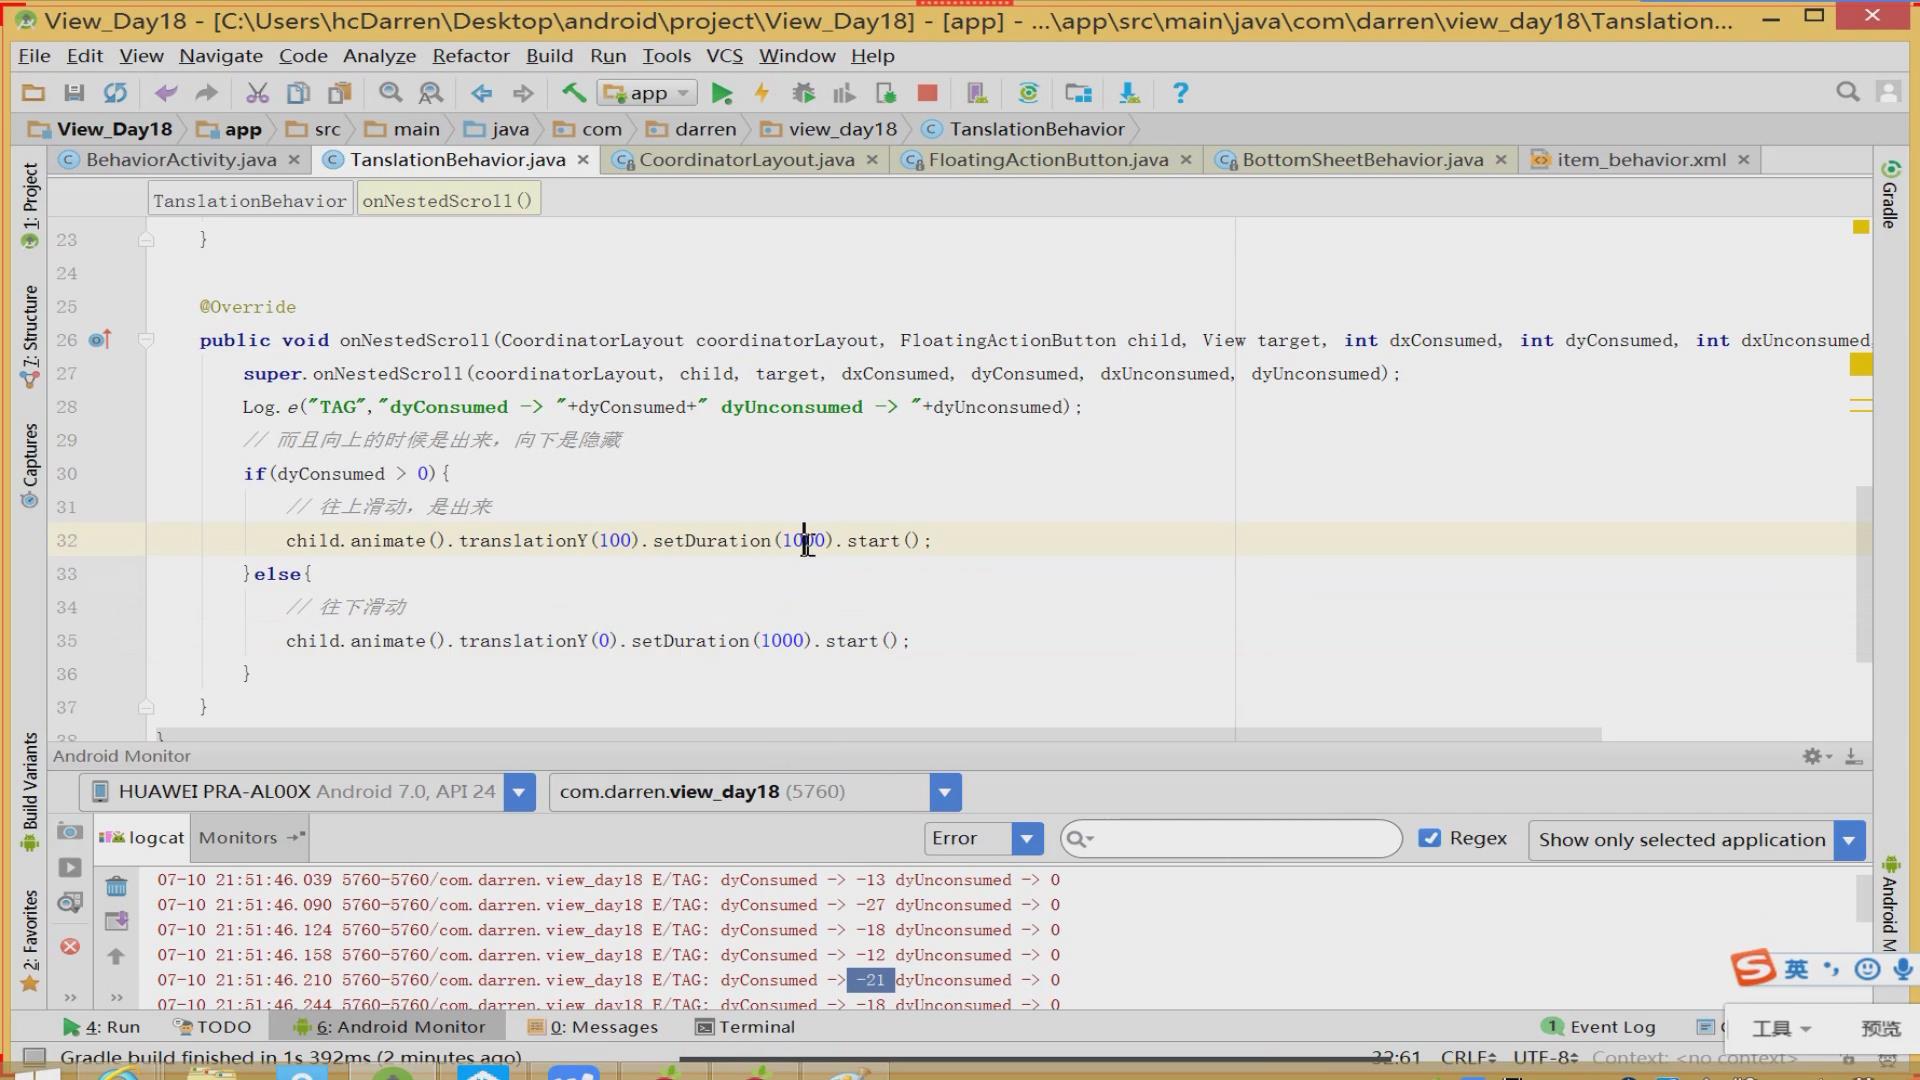 View_Day18 - [C:\Users\hcDarren\Desktop\android\project\View_Day18] - [app] - ...\app\src\main\java\com\darren\view_day18\Tanslation...
File Edit View Navigate Code Analyze Refactor Build Run Tools VCS Window Help
app
View_Day18 app src main java com darren view_day18 TanslationBehavior
BehaviorActivity.java TanslationBehavior.java CoordinatorLayout.java FloatingActionButton.java BottomSheetBehavior.java item_behavior.xml
TanslationBehavior onNestedScroll()
1: Project
7: Structure
Captures
Build Variants
2: Favorites
Gradle
23 }
24
25 @Override
26 public void onNestedScroll(CoordinatorLayout coordinatorLayout, FloatingActionButton child, View target, int dxConsumed, int dyConsumed, int dxUnconsumed
27 super.onNestedScroll(coordinatorLayout, child, target, dxConsumed, dyConsumed, dxUnconsumed, dyUnconsumed);
28 Log.e("TAG","dyConsumed -> "+dyConsumed+" dyUnconsumed -> "+dyUnconsumed);
29 // 而且向上的时候是出来，向下是隐藏
30 if(dyConsumed > 0){
31 // 往上滑动，是出来
32 child.animate().translationY(100).setDuration(1000).start();
33 }else{
34 // 往下滑动
35 child.animate().translationY(0).setDuration(1000).start();
36 }
37 }
38 }
Android Monitor
HUAWEI PRA-AL00X Android 7.0, API 24 com.darren.view_day18 (5760)
logcat Monitors Error Regex Show only selected application
07-10 21:51:46.039 5760-5760/com.darren.view_day18 E/TAG: dyConsumed -> -13 dyUnconsumed -> 0
07-10 21:51:46.090 5760-5760/com.darren.view_day18 E/TAG: dyConsumed -> -27 dyUnconsumed -> 0
07-10 21:51:46.124 5760-5760/com.darren.view_day18 E/TAG: dyConsumed -> -18 dyUnconsumed -> 0
07-10 21:51:46.158 5760-5760/com.darren.view_day18 E/TAG: dyConsumed -> -12 dyUnconsumed -> 0
07-10 21:51:46.210 5760-5760/com.darren.view_day18 E/TAG: dyConsumed -> -21 dyUnconsumed -> 0
07-10 21:51:46.244 5760-5760/com.darren.view_day18 E/TAG: dyConsumed -> -18 dyUnconsumed -> 0
Android M
英
工具 预览
4: Run TODO 6: Android Monitor 0: Messages Terminal 1 Event Log
Gradle build finished in 1s 392ms (2 minutes ago) 32:61 CRLF UTF-8 Context: <no context>